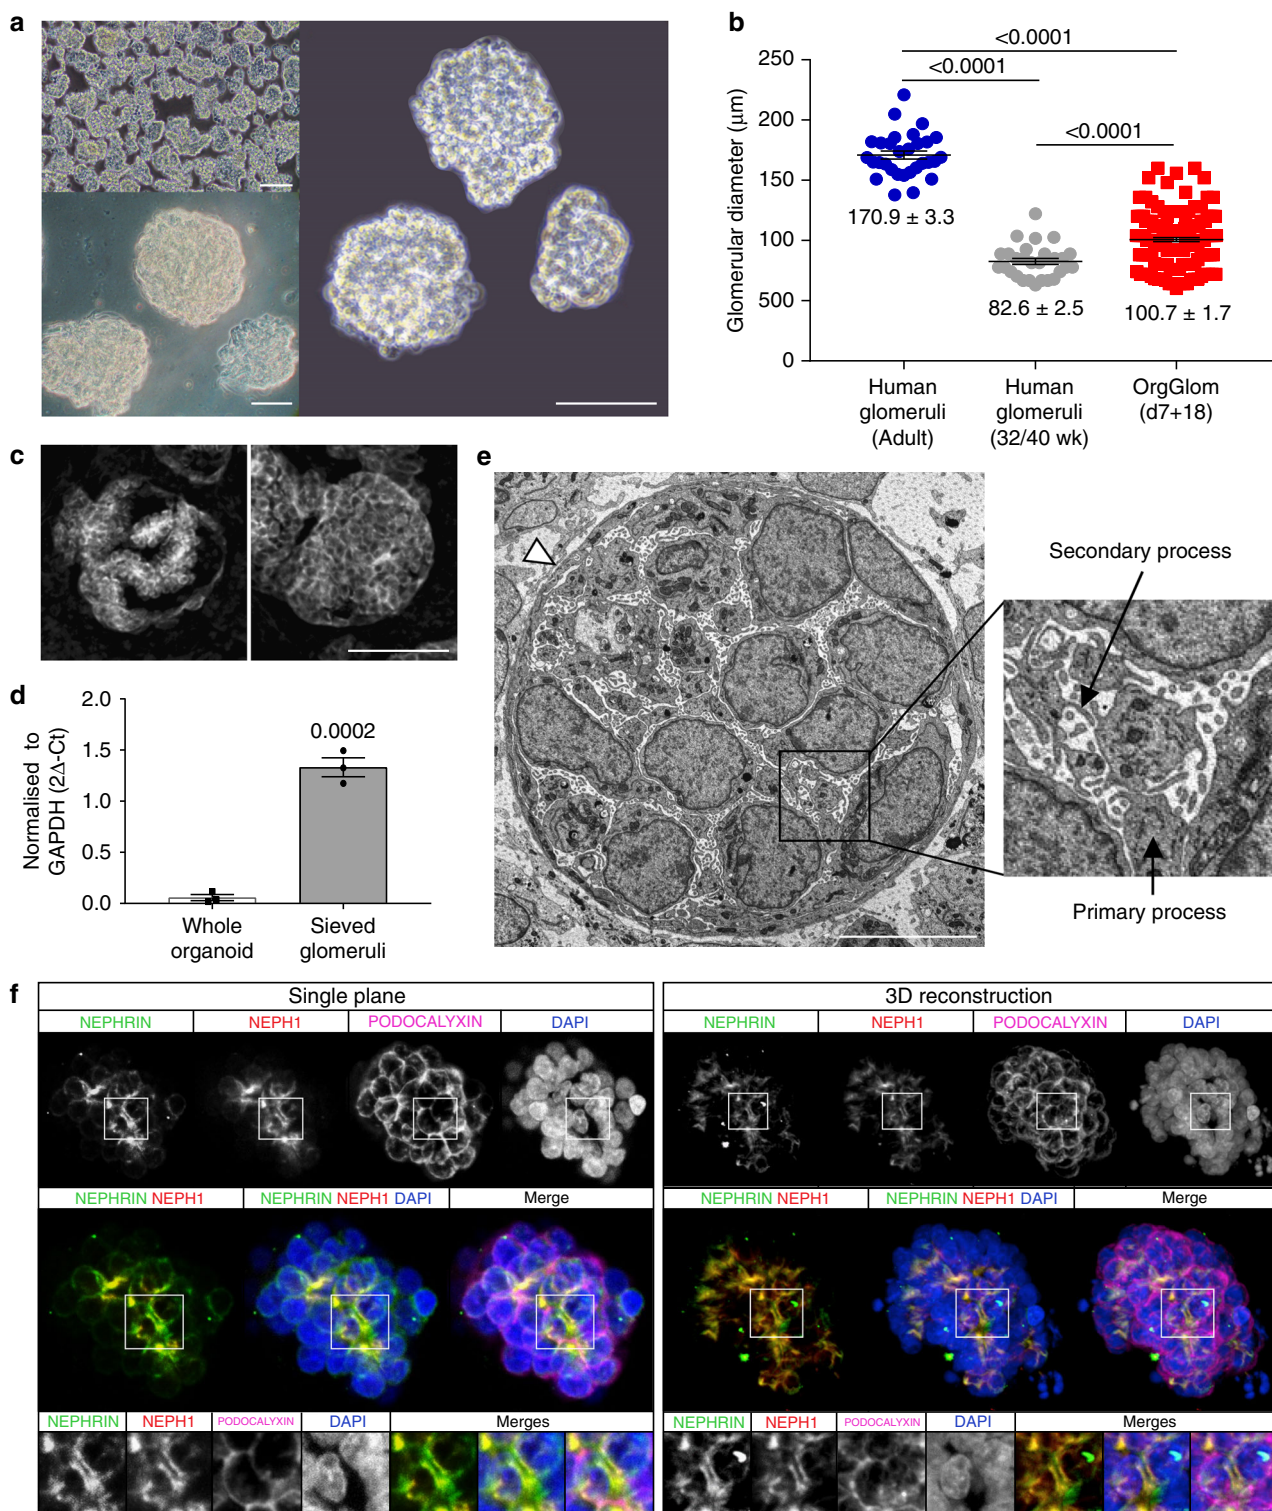 a
b
<0.0001
<0.0001
<0.0001
Glomerular diameter (μm)
250
200
150
100
500
0
170.9 ± 3.3
82.6 ± 2.5
100.7 ± 1.7
Human
glomeruli
(Adult)
Human
glomeruli
(32/40 wk)
OrgGlom
(d7+18)
c
d
Normalised to
GAPDH (2Δ-Ct)
2.0
1.5
1.0
0.5
0.0
0.0002
Whole
organoid
Sieved
glomeruli
e
Secondary process
Primary process
f
Single plane
NEPHRIN NEPH1 PODOCALYXIN DAPI
NEPHRIN NEPH1 NEPHRIN NEPH1 DAPI Merge
NEPHRIN NEPH1 PODOCALYXIN DAPI Merges
3D reconstruction
NEPHRIN NEPH1 PODOCALYXIN DAPI
NEPHRIN NEPH1 NEPHRIN NEPH1 DAPI Merge
NEPHRIN NEPH1 PODOCALYXIN DAPI Merges